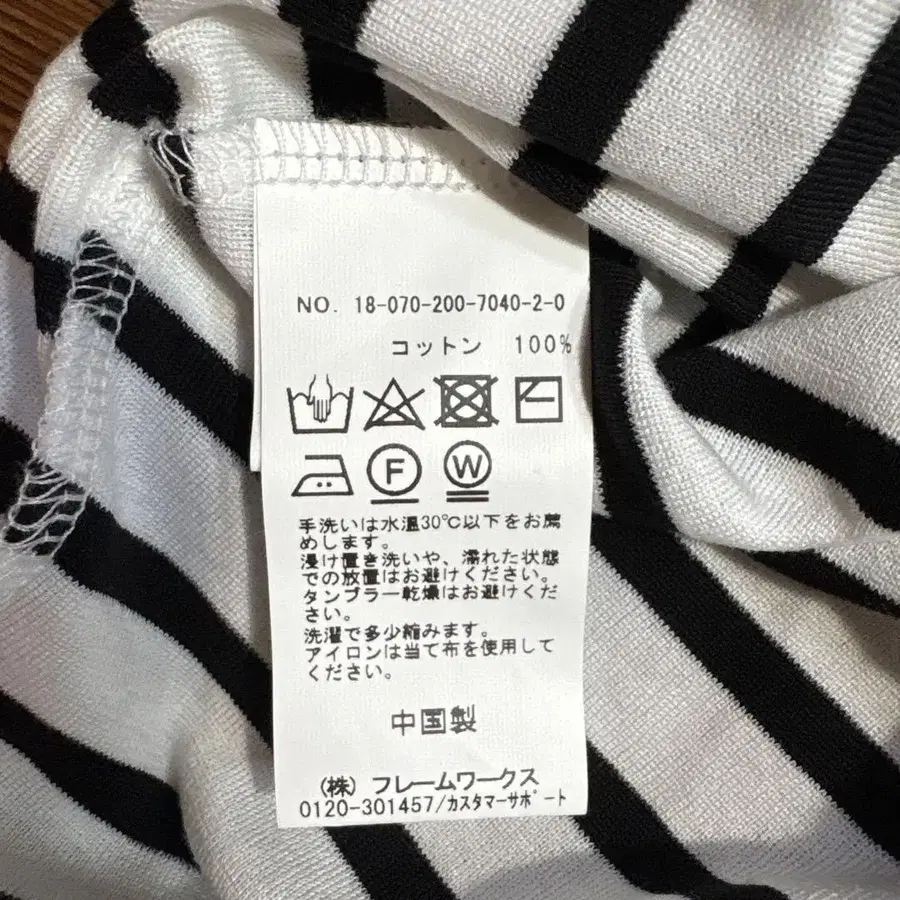 NO. 18-070-200-7040-2-0
コットン 100%
F W
手洗いは水温30℃以下をお薦
めします。
浸け置き洗いや、濡れた状態
での放置はお避けください。
タンブラー乾燥はお避けくださ
い。
洗濯で多少縮みます。
アイロンは当て布を使用して
ください。
中国製
(株) フレームワークス
0120-301457/カスタマーサポート